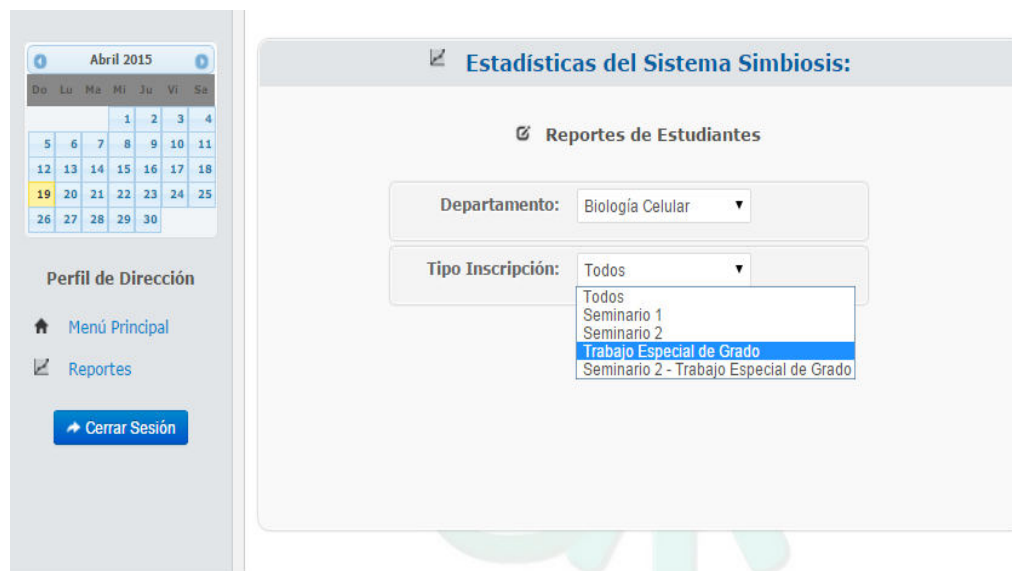 Abril 2015
Do Lu Ma Mi Ju Vi Sa
1 2 3 4
5 6 7 8 9 10 11
12 13 14 15 16 17 18
19 20 21 22 23 24 25
26 27 28 29 30
Perfil de Dirección
Menú Principal
Reportes
Cerrar Sesión
Estadísticas del Sistema Simbiosis:
Reportes de Estudiantes
Departamento: Biología Celular
Tipo Inscripción: Todos
Todos
Seminario 1
Seminario 2
Trabajo Especial de Grado
Seminario 2 - Trabajo Especial de Grado